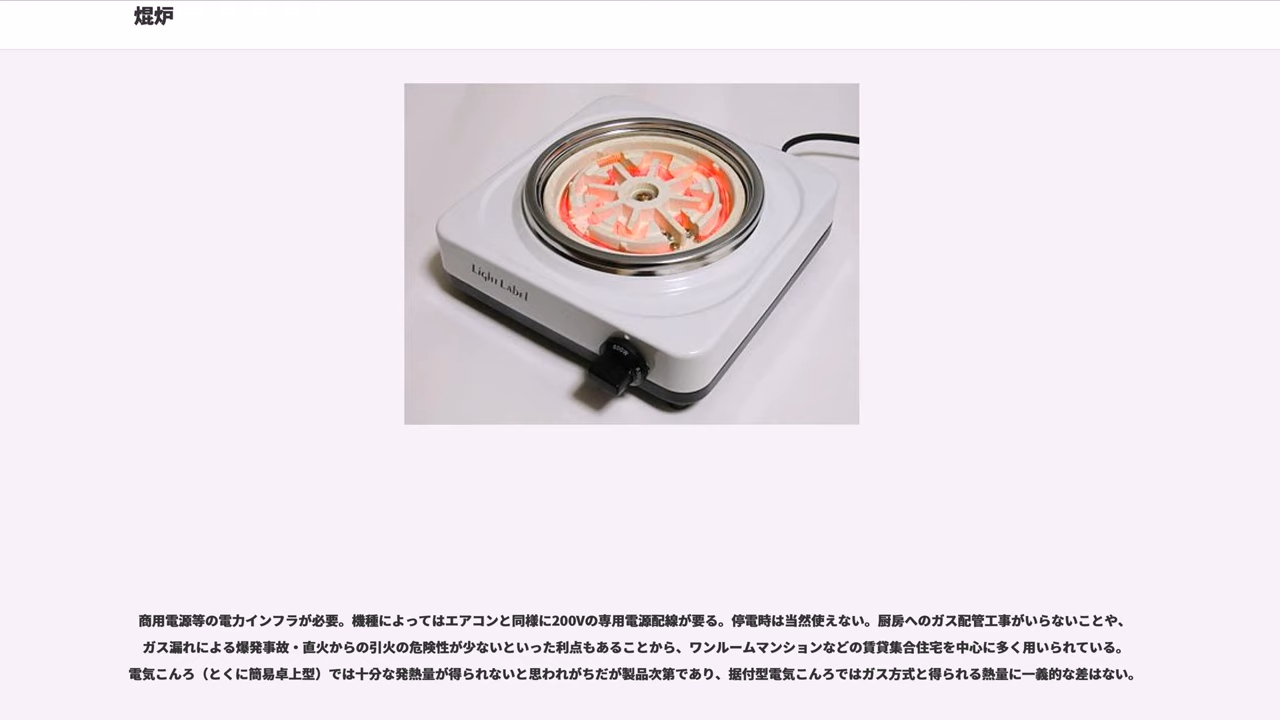 焜炉
Light Label
600W
商用電源等の電力インフラが必要。機種によってはエアコンと同様に200Vの専用電源配線が要る。停電時は当然使えない。厨房へのガス配管工事がいらないことや、
ガス漏れによる爆発事故・直火からの引火の危険性が少ないといった利点もあることから、ワンルームマンションなどの賃貸集合住宅を中心に多く用いられている。
電気こんろ（とくに簡易卓上型）では十分な発熱量が得られないと思われがちだが製品次第であり、据付型電気こんろではガス方式と得られる熱量に一義的な差はない。